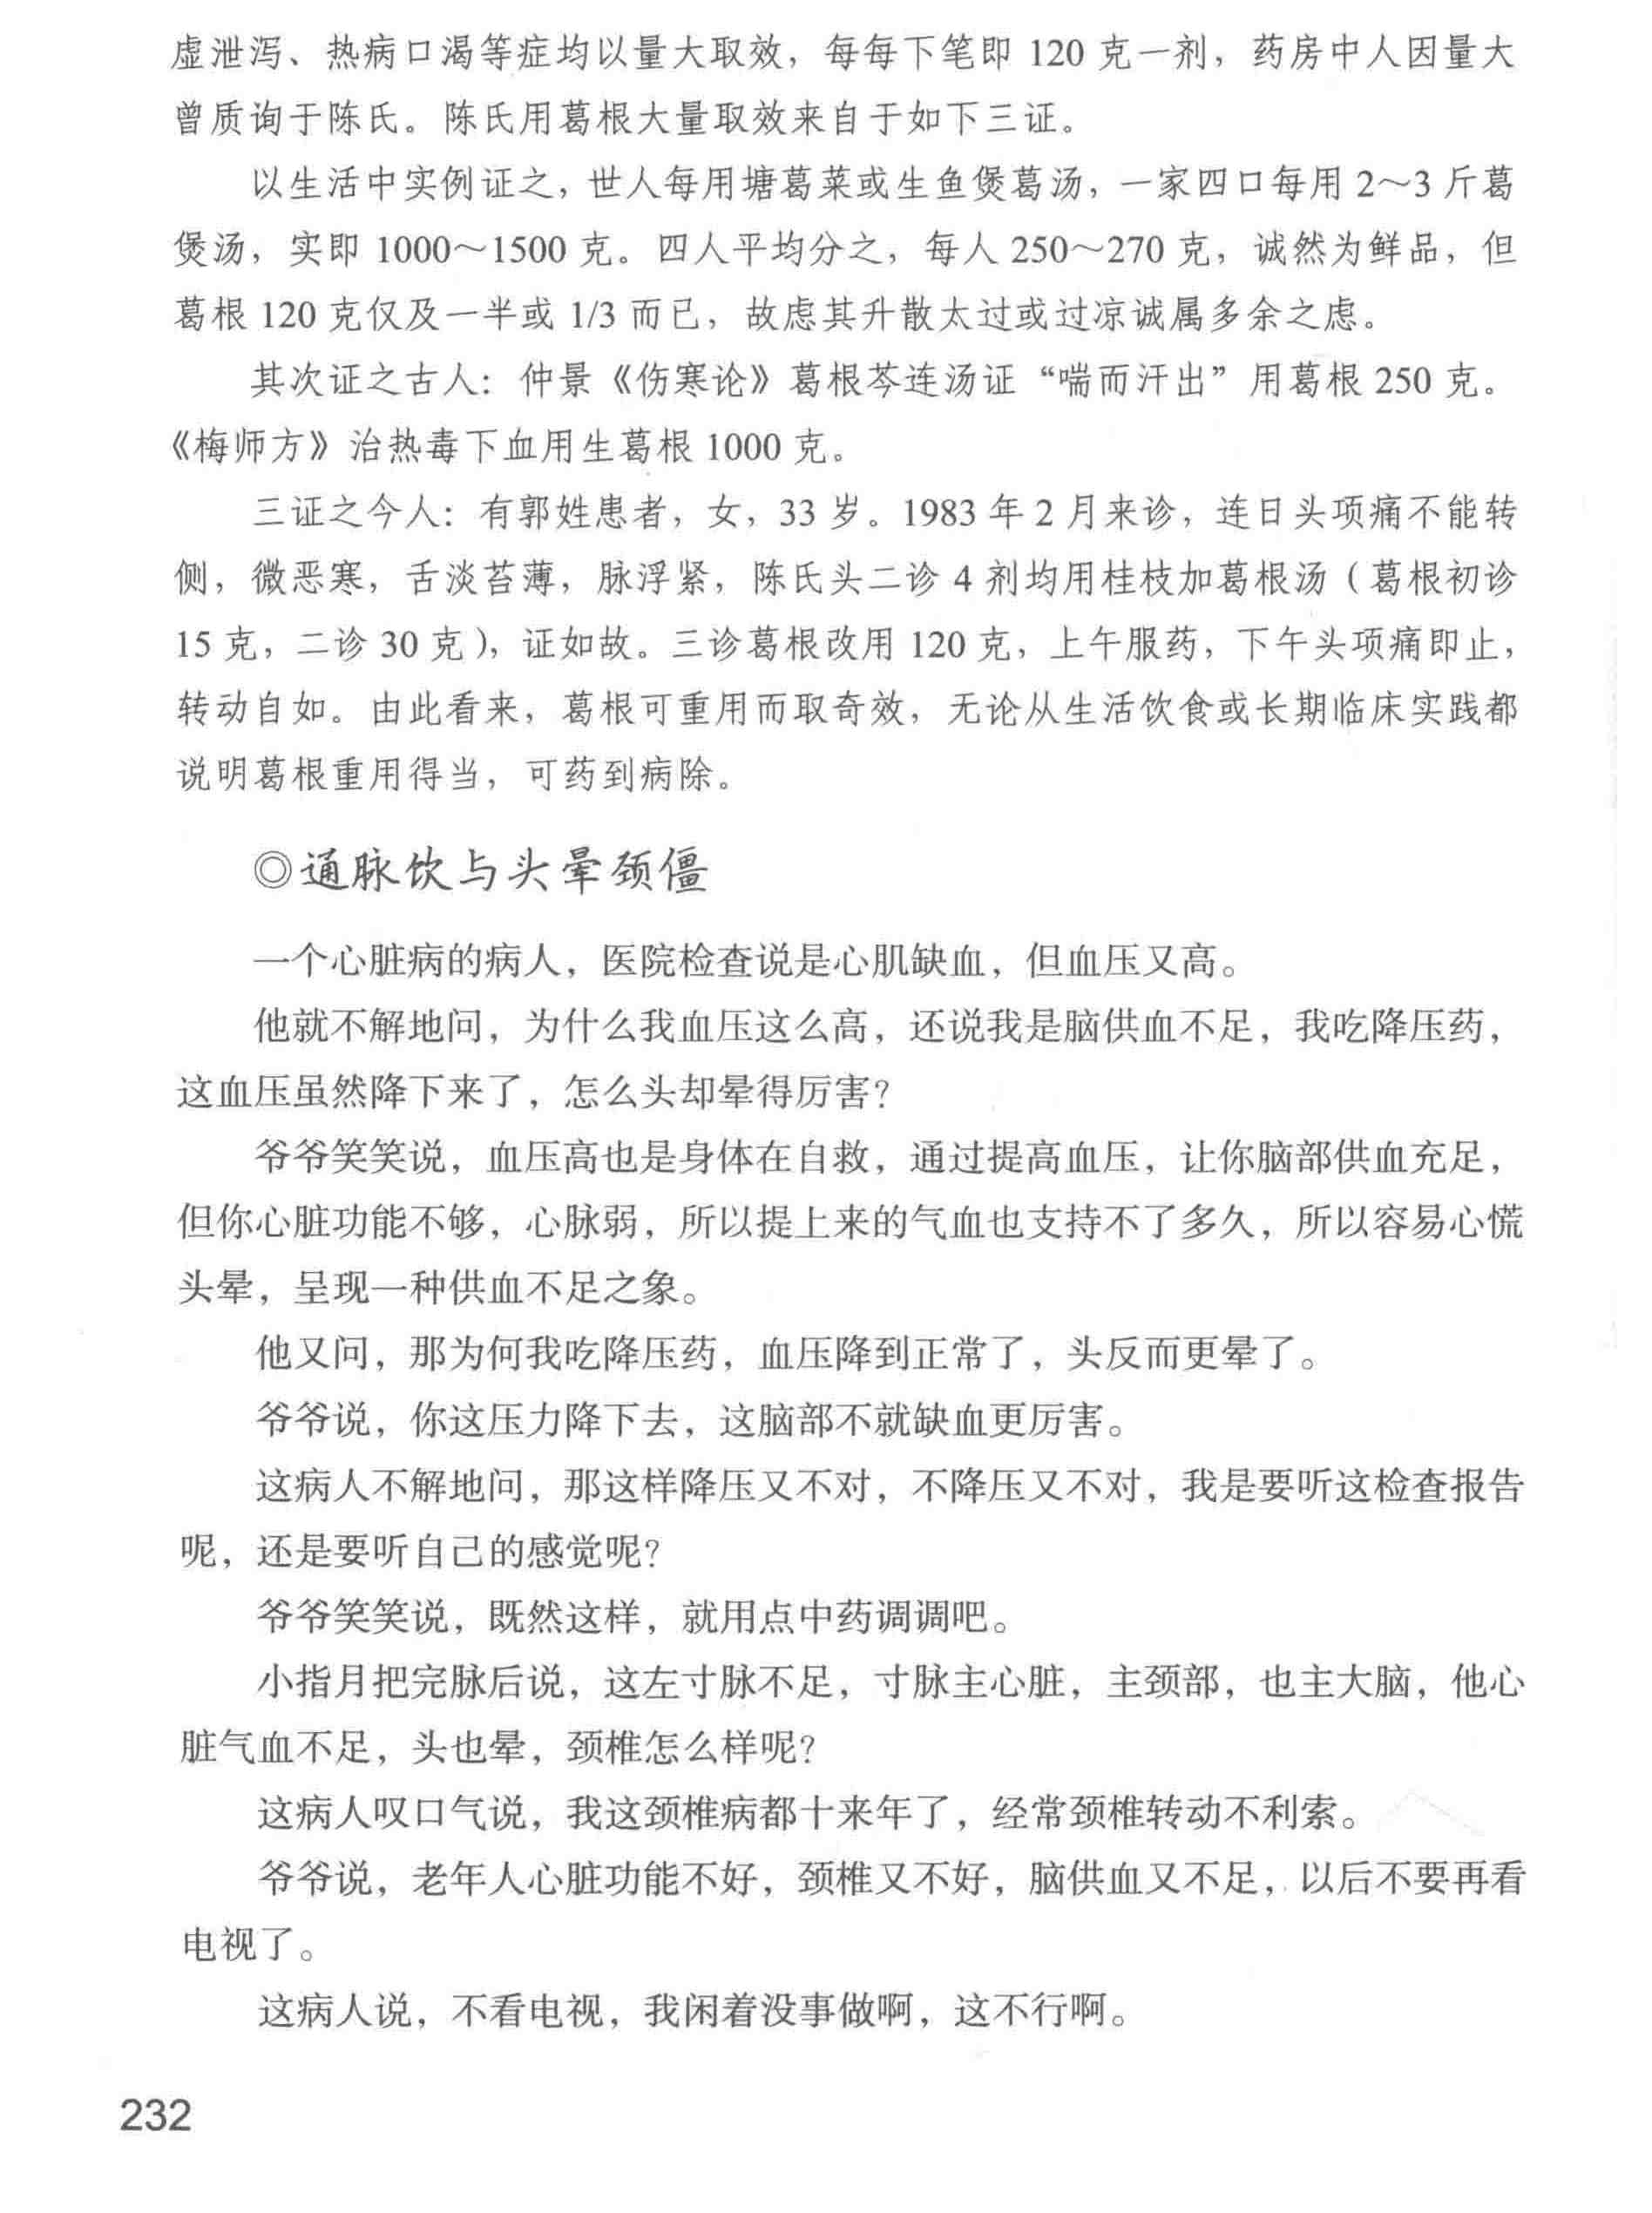 虚泄泻、热病口渴等症均以量大取效，每每下笔即 120 克一剂，药房中人因量大
曾质询于陈氏。陈氏用葛根大量取效来自于如下三证。
以生活中实例证之，世人每用塘葛菜或生鱼煲葛汤，一家四口每用 2～3 斤葛
煲汤，实即 1000～1500 克。四人平均分之，每人 250～270 克，诚然为鲜品，但
葛根 120 克仅及一半或 1/3 而已，故虑其升散太过或过凉诚属多余之虑。
其次证之古人：仲景《伤寒论》葛根芩连汤证“喘而汗出”用葛根 250 克。
《梅师方》治热毒下血用生葛根 1000 克。
三证之今人：有郭姓患者，女，33 岁。1983 年 2 月来诊，连日头项痛不能转
侧，微恶寒，舌淡苔薄，脉浮紧，陈氏头二诊 4 剂均用桂枝加葛根汤（葛根初诊
15 克，二诊 30 克），证如故。三诊葛根改用 120 克，上午服药，下午头项痛即止，
转动自如。由此看来，葛根可重用而取奇效，无论从生活饮食或长期临床实践都
说明葛根重用得当，可药到病除。
◎通脉饮与头晕颈僵
一个心脏病的病人，医院检查说是心肌缺血，但血压又高。
他就不解地问，为什么我血压这么高，还说我是脑供血不足，我吃降压药，
这血压虽然降下来了，怎么头却晕得厉害？
爷爷笑笑说，血压高也是身体在自救，通过提高血压，让你脑部供血充足，
但你心脏功能不够，心脉弱，所以提上来的气血也支持不了多久，所以容易心慌
头晕，呈现一种供血不足之象。
他又问，那为何我吃降压药，血压降到正常了，头反而更晕了。
爷爷说，你这压力降下去，这脑部不就缺血更厉害。
这病人不解地问，那这样降压又不对，不降压又不对，我是要听这检查报告
呢，还是要听自己的感觉呢？
爷爷笑笑说，既然这样，就用点中药调调吧。
小指月把完脉后说，这左寸脉不足，寸脉主心脏，主颈部，也主大脑，他心
脏气血不足，头也晕，颈椎怎么样呢？
这病人叹口气说，我这颈椎病都十来年了，经常颈椎转动不利索。
爷爷说，老年人心脏功能不好，颈椎又不好，脑供血又不足，以后不要再看
电视了。
这病人说，不看电视，我闲着没事做啊，这不行啊。
232